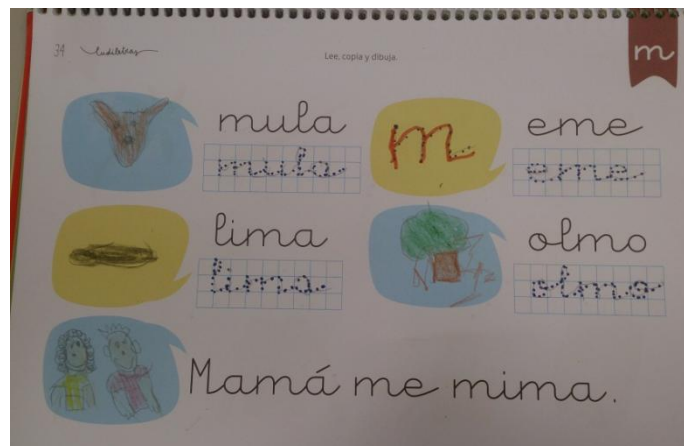 34 Ludiletras
Lee, copia y dibuja.
m
mula
mula
m
eme
eme
lima
lima
olmo
olmo
Mamá me mima.